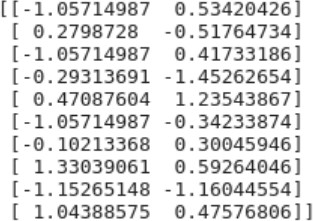 [[-1.05714987  0.53420426]
 [ 0.2798728  -0.51764734]
 [-1.05714987  0.41733186]
 [-0.29313691 -1.45262654]
 [ 0.47087604  1.23543867]
 [-1.05714987 -0.34233874]
 [-0.10213368  0.30045946]
 [ 1.33039061  0.59264046]
 [-1.15265148 -1.16044554]
 [ 1.04388575  0.47576806]]